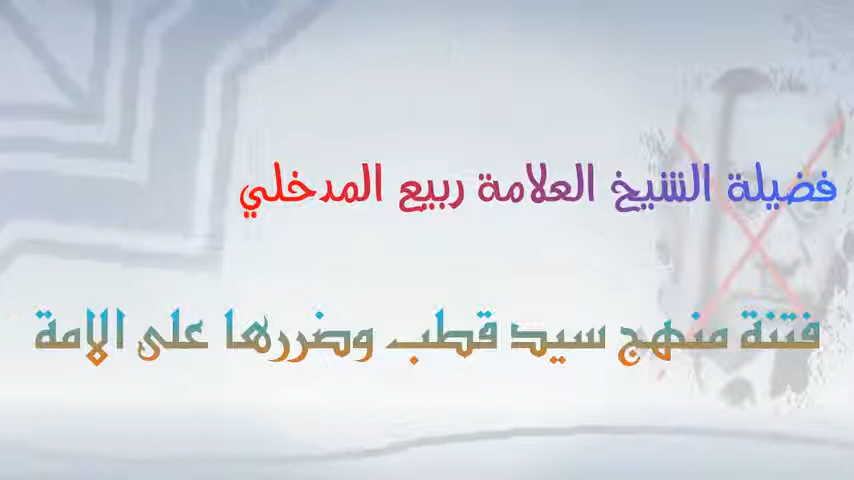 فضيلة الشيخ العلامة ربيع المدخلي
فتنة منهج سيد قطب وضررها على الامة